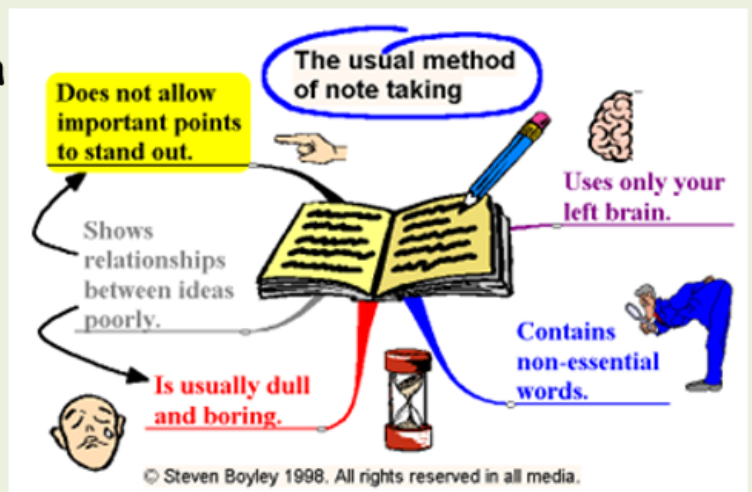 The usual method
of note taking
Does not allow
important points
to stand out.
Uses only your
left brain.
Shows
relationships
between ideas
poorly.
Contains
non-essential
words.
Is usually dull
and boring.
© Steven Boyley 1998. All rights reserved in all media.